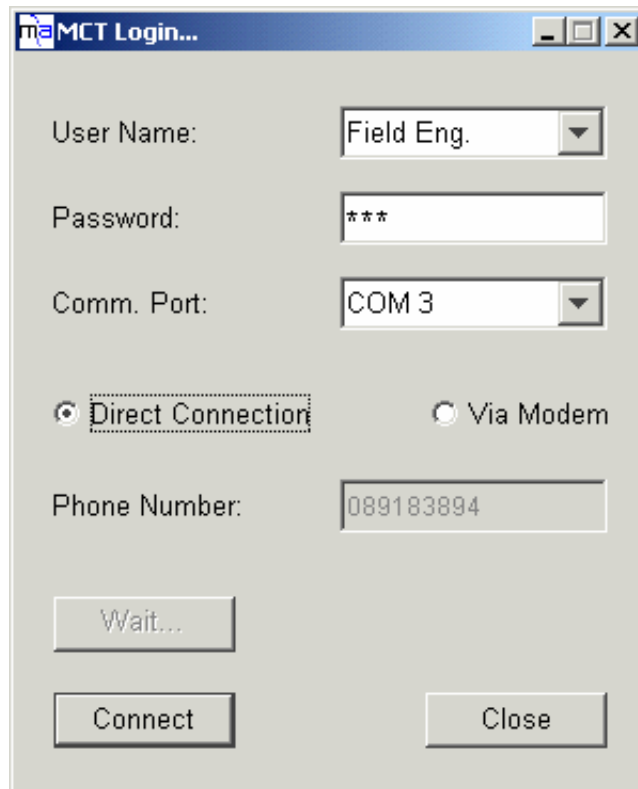 ma MCT Login...
User Name: Field Eng.
Password: ***
Comm. Port: COM 3
Direct Connection Via Modem
Phone Number: 089183894
Wait...
Connect Close